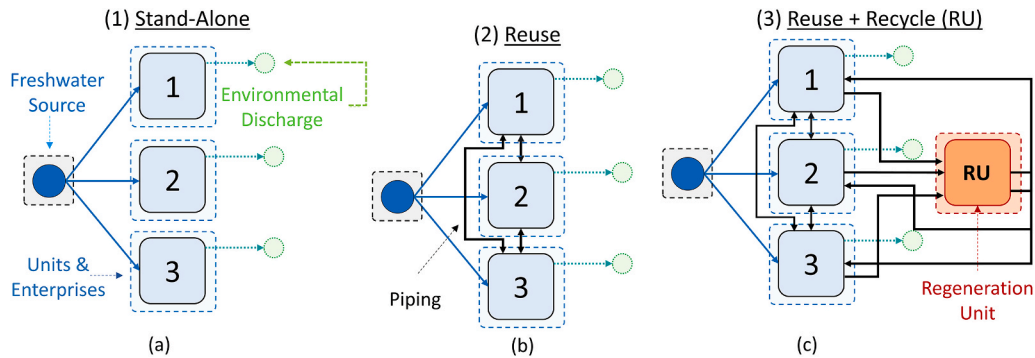 (1) Stand-Alone
Freshwater
Source
1
Environmental
Discharge
2
Units &
Enterprises
3
(a)
(2) Reuse
1
2
Piping
3
(b)
(3) Reuse + Recycle (RU)
1
2
RU
3
Regeneration
Unit
(c)